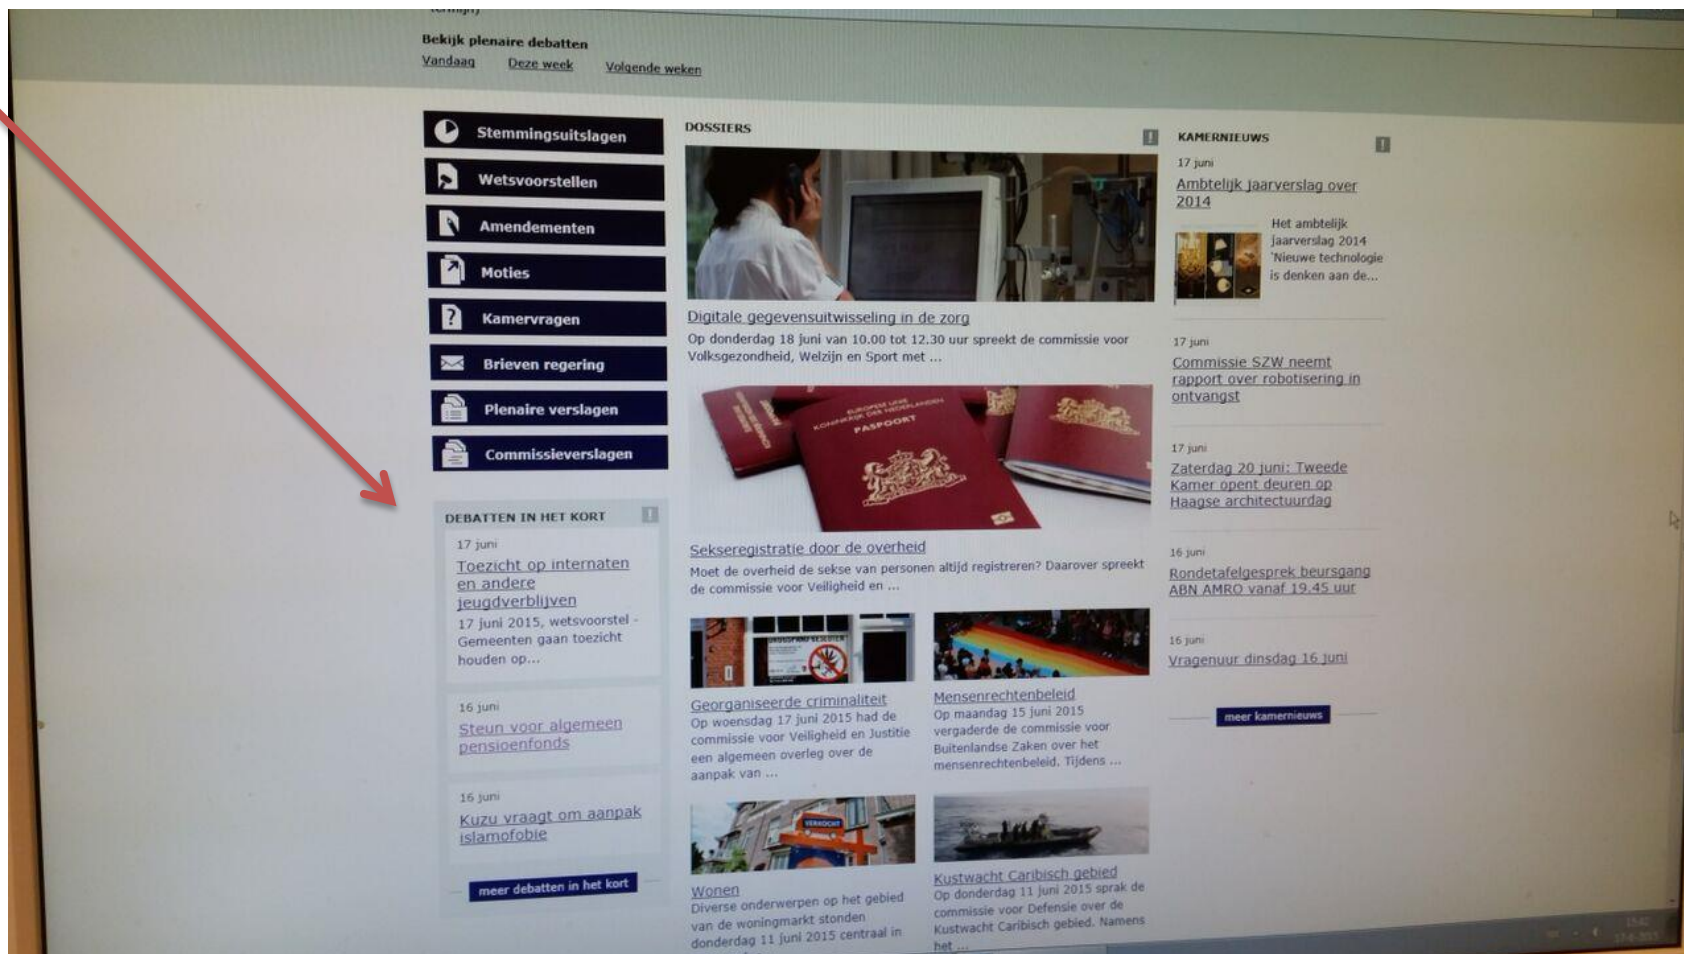 Bekijk plenaire debatten
Vandaag Deze week Volgende weken
Stemmingsuitslagen
Wetsvoorstellen
Amendementen
Moties
Kamervragen
Brieven regering
Plenaire verslagen
Commissieverslagen
DEBATTEN IN HET KORT
17 juni
Toezicht op internaten
en andere
jeugdverblijven
17 juni 2015, wetsvoorstel -
Gemeenten gaan toezicht
houden op...
16 juni
Steun voor algemeen
pensioenfonds
16 juni
Kuzu vraagt om aanpak
islamofobie
meer debatten in het kort
DOSSIERS
Digitale gegevensuitwisseling in de zorg
Op donderdag 18 juni van 10.00 tot 12.30 uur spreekt de commissie voor
Volksgezondheid, Welzijn en Sport met ...
EUROPESE UNIE
KONINKRIJK DER NEDERLANDEN
PASPOORT
Sekseregistratie door de overheid
Moet de overheid de sekse van personen altijd registreren? Daarover spreekt
de commissie voor Veiligheid en ...
Georganiseerde criminaliteit
Op woensdag 17 juni 2015 had de
commissie voor Veiligheid en Justitie
een algemeen overleg over de
aanpak van ...
Mensenrechtenbeleid
Op maandag 15 juni 2015
vergaderde de commissie voor
Buitenlandse Zaken over het
mensenrechtenbeleid. Tijdens ...
VERKOCHT
Wonen
Diverse onderwerpen op het gebied
van de woningmarkt stonden
donderdag 11 juni 2015 centraal in
Kustwacht Caribisch gebied
Op donderdag 11 juni 2015 sprak de
commissie voor Defensie over de
Kustwacht Caribisch gebied. Namens
het ...
KAMERNIEUWS
17 juni
Ambtelijk jaarverslag over
2014
Het ambtelijk
jaarverslag 2014
'Nieuwe technologie
is denken aan de...
17 juni
Commissie SZW neemt
rapport over robotisering in
ontvangst
17 juni
Zaterdag 20 juni: Tweede
Kamer opent deuren op
Haagse architectuurdag
16 juni
Rondetafelgesprek beursgang
ABN AMRO vanaf 19.45 uur
16 juni
Vragenuur dinsdag 16 juni
meer kamernieuws